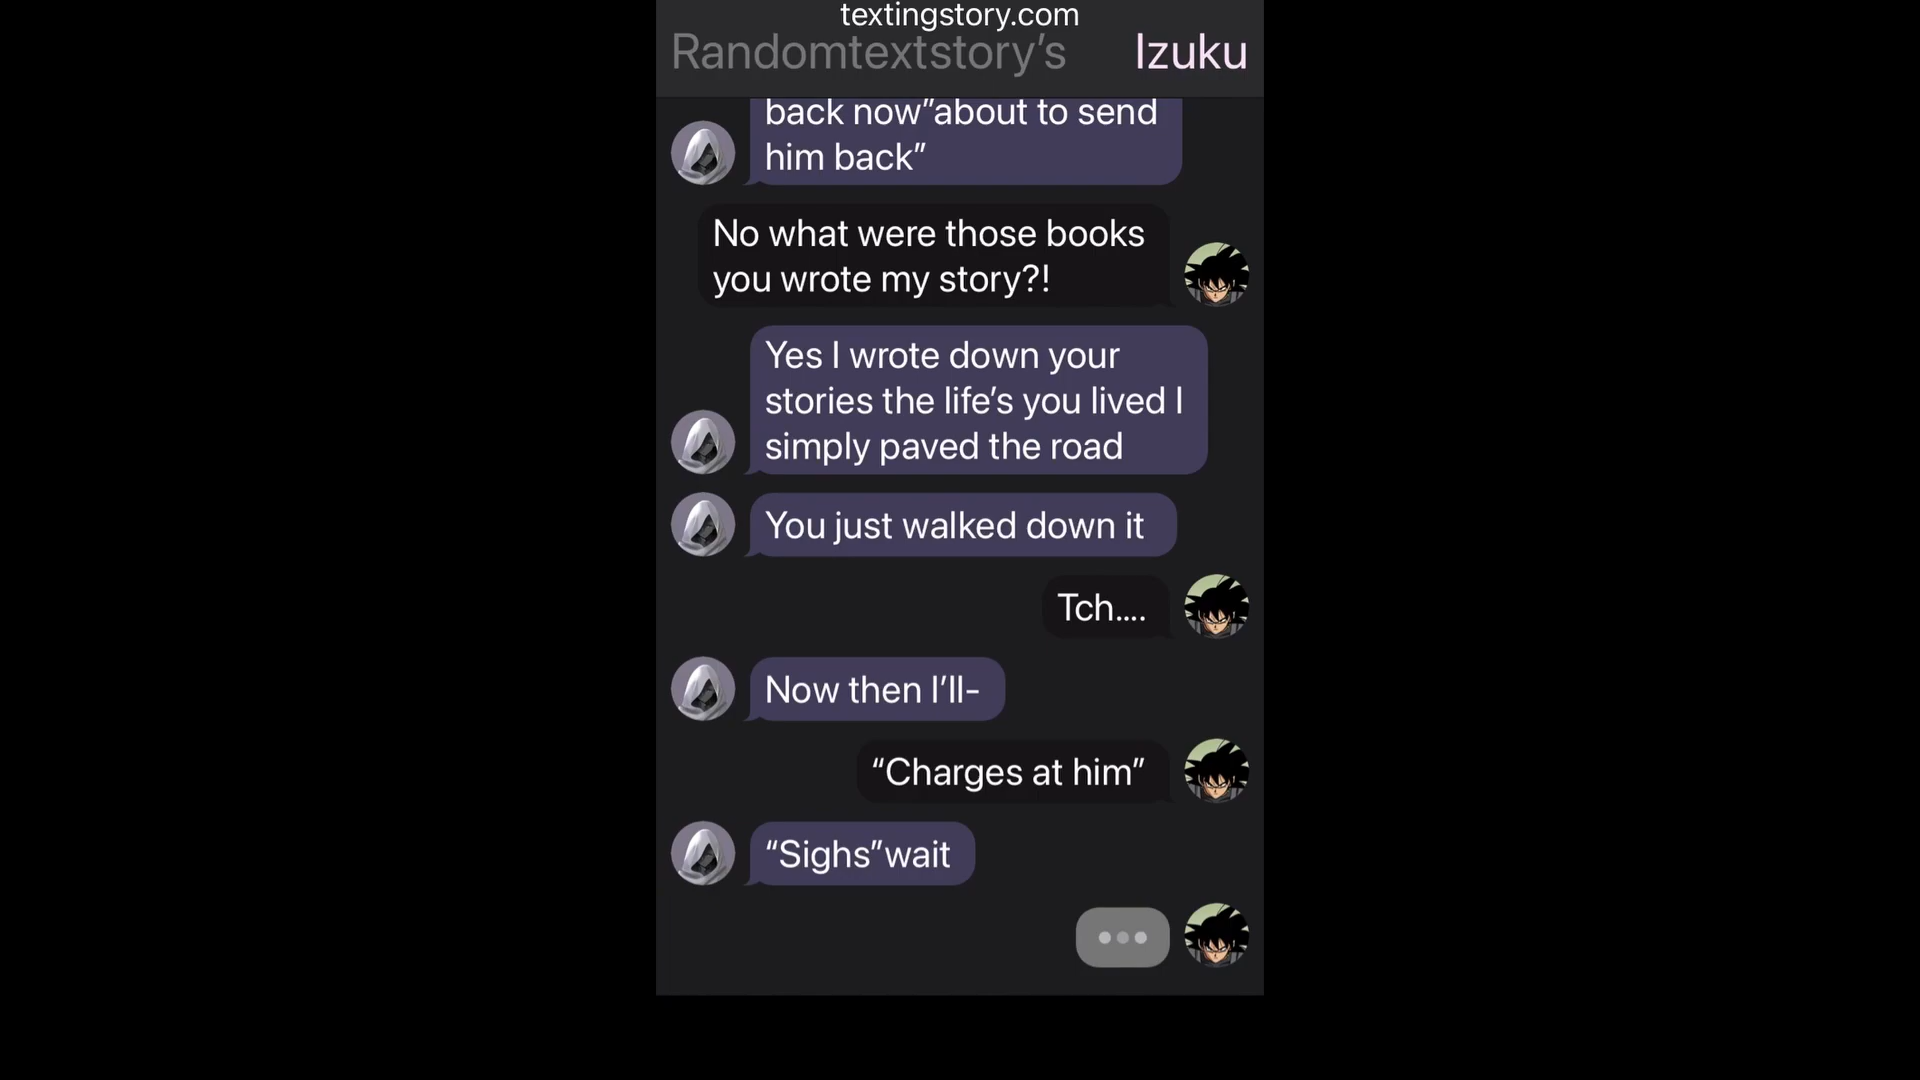 textingstory.com
Randomtextstory’s Izuku
back now”about to send
him back”
No what were those books
you wrote my story?!
Yes I wrote down your
stories the life’s you lived I
simply paved the road
You just walked down it
Tch....
Now then I’ll-
“Charges at him”
“Sighs”wait